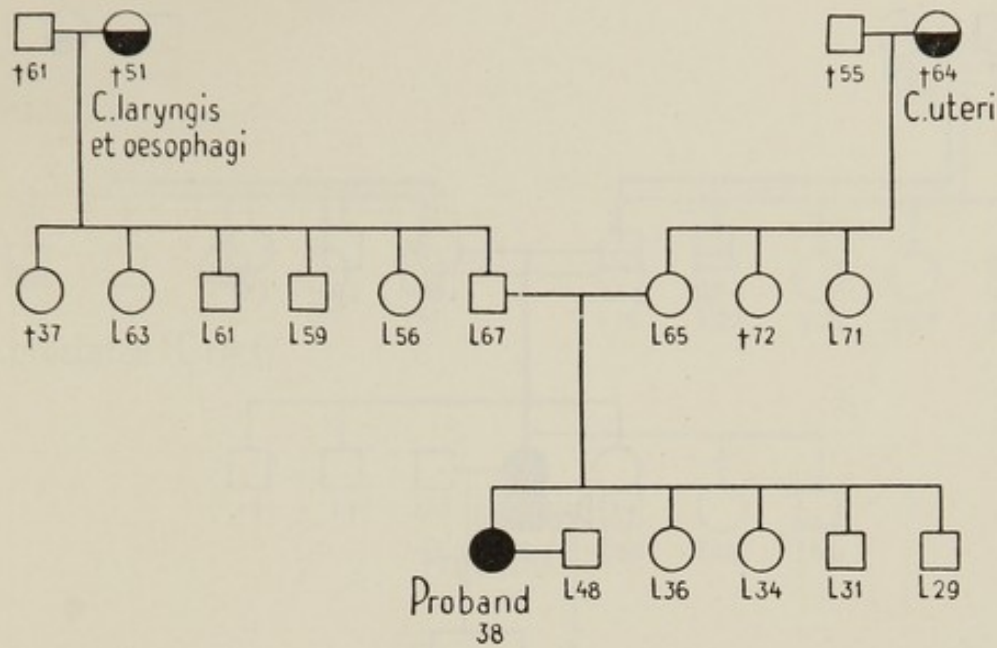 †61 †51 †55 †64
C.laryngis
et oesophagi
C.uteri
†37 L63 L61 L59 L56 L67 L65 †72 L71
Proband L48 L36 L34 L31 L29
38